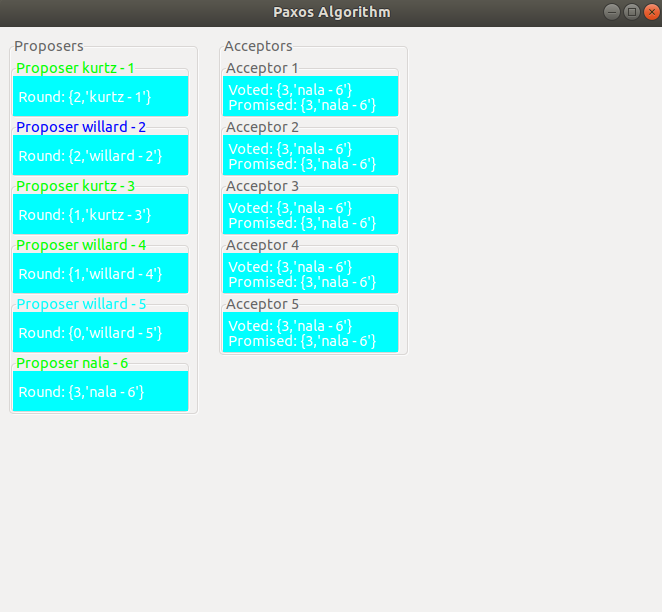 Paxos Algorithm
Proposers
Proposer kurtz - 1
Round: {2,'kurtz - 1'}
Proposer willard - 2
Round: {2,'willard - 2'}
Proposer kurtz - 3
Round: {1,'kurtz - 3'}
Proposer willard - 4
Round: {1,'willard - 4'}
Proposer willard - 5
Round: {0,'willard - 5'}
Proposer nala - 6
Round: {3,'nala - 6'}
Acceptors
Acceptor 1
Voted: {3,'nala - 6'}
Promised: {3,'nala - 6'}
Acceptor 2
Voted: {3,'nala - 6'}
Promised: {3,'nala - 6'}
Acceptor 3
Voted: {3,'nala - 6'}
Promised: {3,'nala - 6'}
Acceptor 4
Voted: {3,'nala - 6'}
Promised: {3,'nala - 6'}
Acceptor 5
Voted: {3,'nala - 6'}
Promised: {3,'nala - 6'}